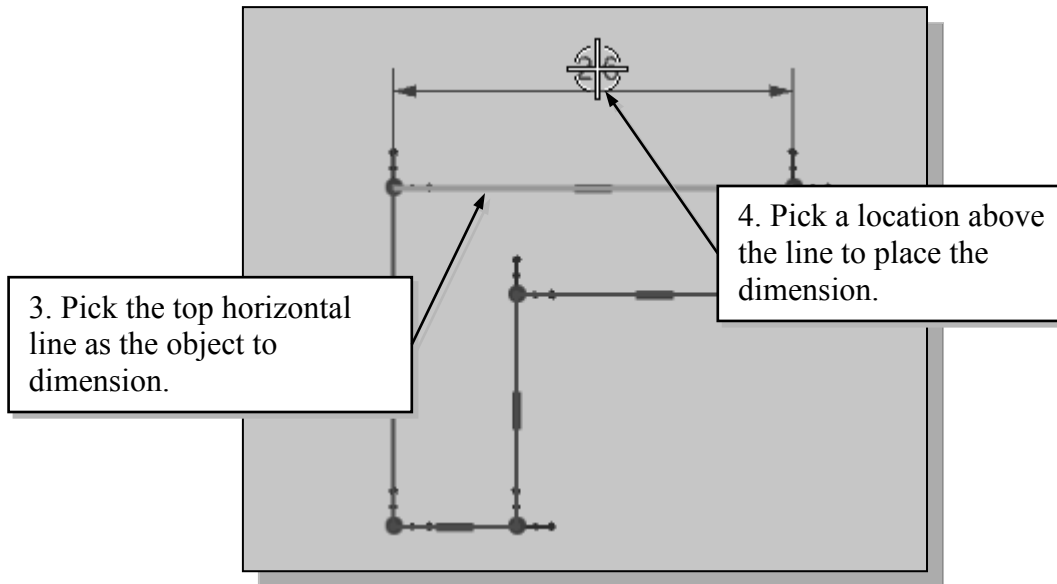 3. Pick the top horizontal
line as the object to
dimension.
4. Pick a location above
the line to place the
dimension.